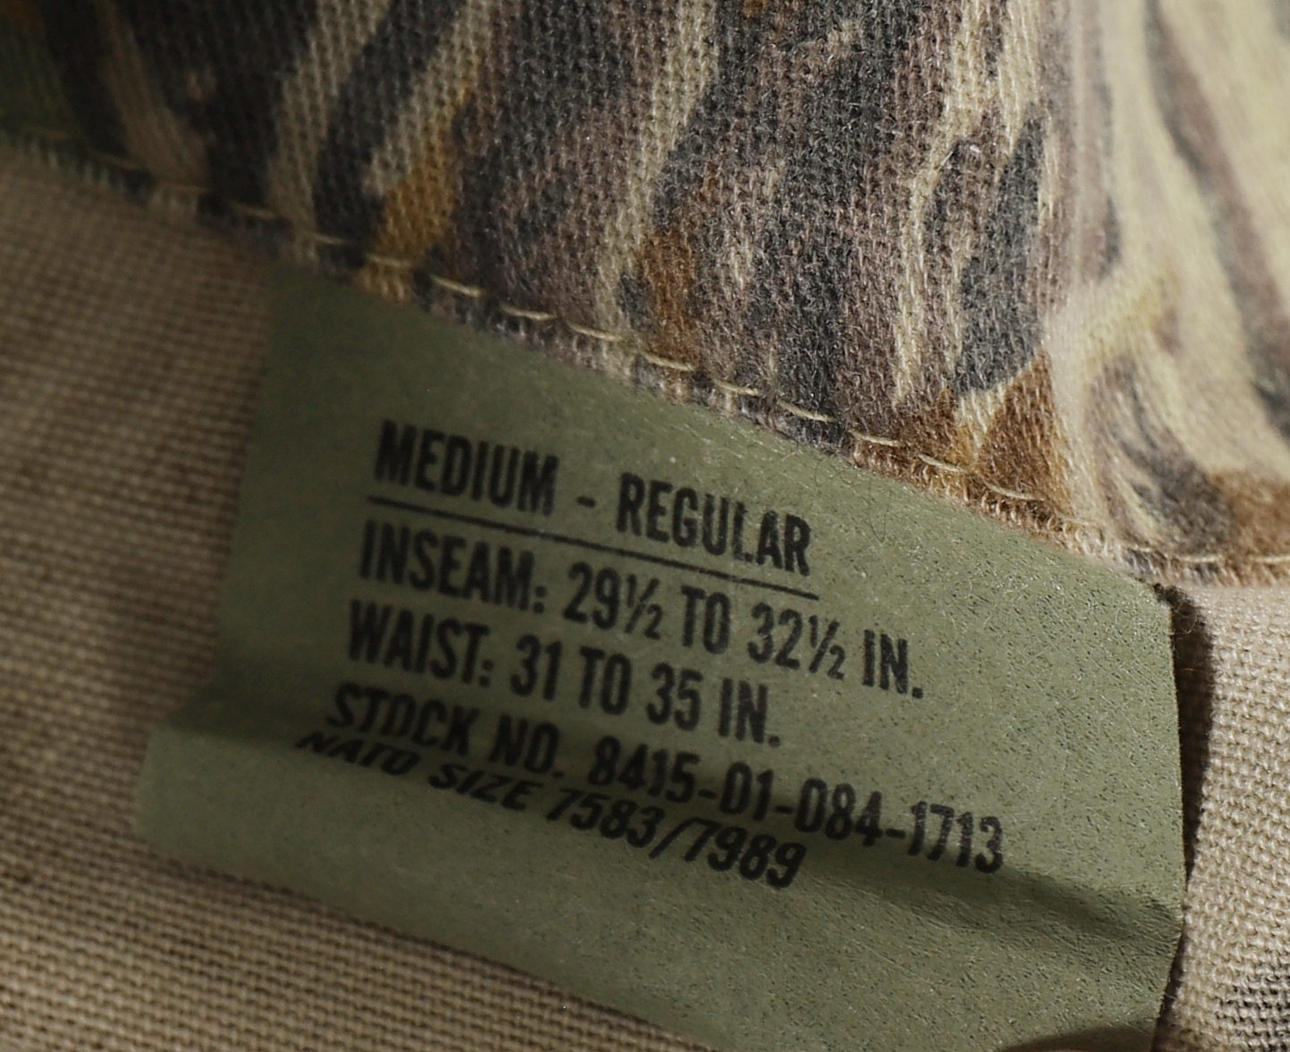 MEDIUM - REGULAR
INSEAM: 29½ TO 32½ IN.
WAIST: 31 TO 35 IN.
STOCK NO. 8415-01-084-1713
NATO SIZE 7583/7989